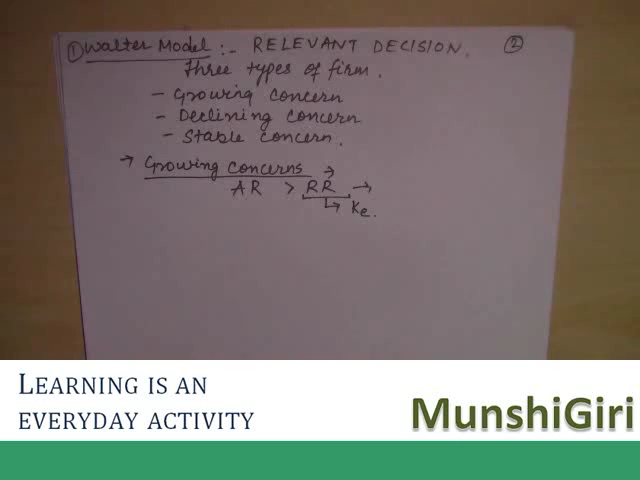 ① Walter Model :- RELEVANT DECISION. ②
Three types of firm.
- Growing concern
- Declining concern
- Stable concern.
→ Growing concerns →
AR > RR →
↳ Ke.
LEARNING IS AN
EVERYDAY ACTIVITY
MunshiGiri